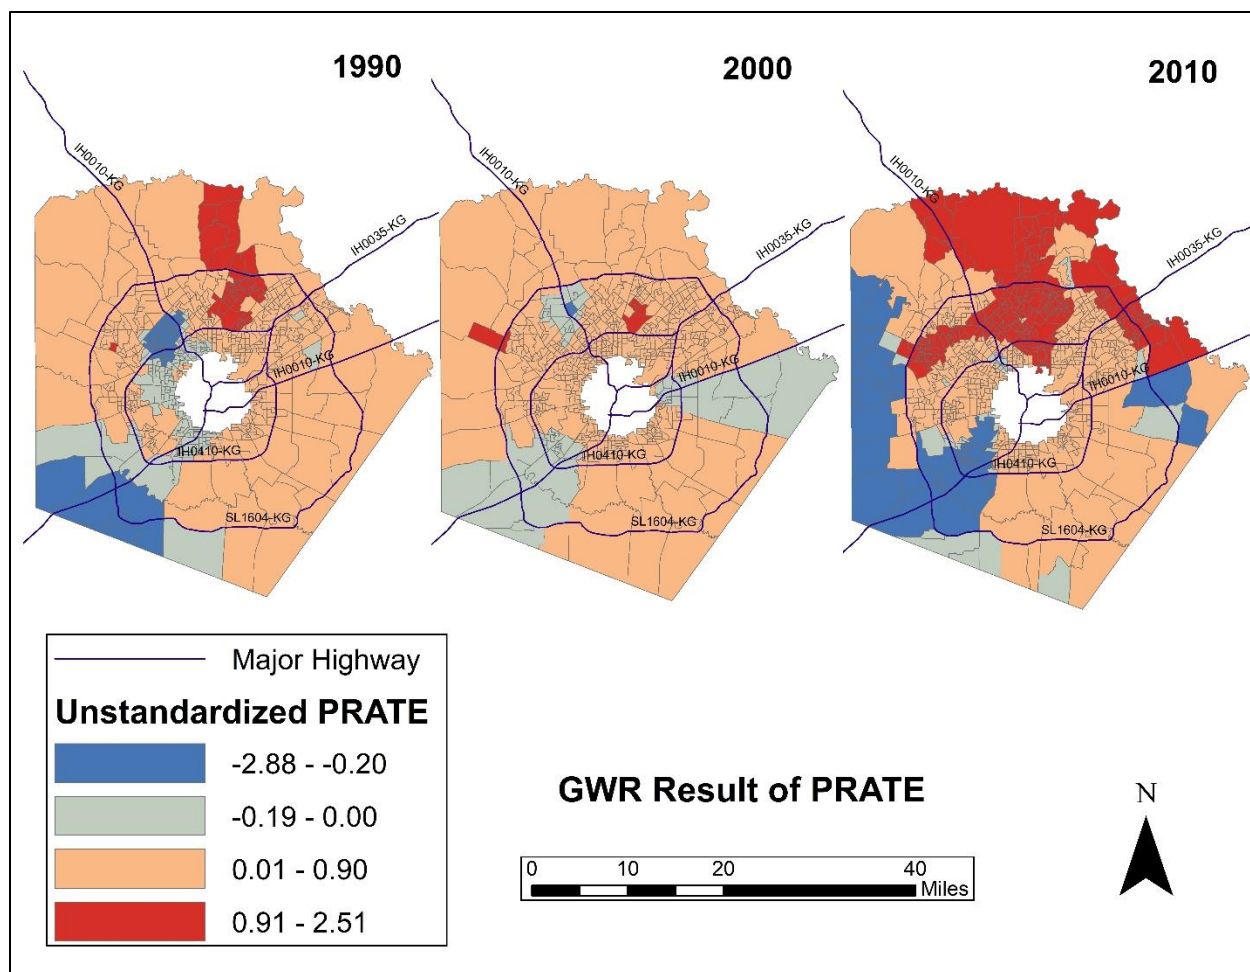 1990
2000
2010
IH0010-KG
IH0035-KG
IH0010-KG
IH0410-KG
SL1604-KG
IH0010-KG
IH0035-KG
IH0010-KG
IH0410-KG
SL1604-KG
IH0010-KG
IH0035-KG
IH0010-KG
IH0410-KG
SL1604-KG
Major Highway
Unstandardized PRATE
-2.88 - -0.20
-0.19 - 0.00
0.01 - 0.90
0.91 - 2.51
GWR Result of PRATE
0 10 20 40
Miles
N